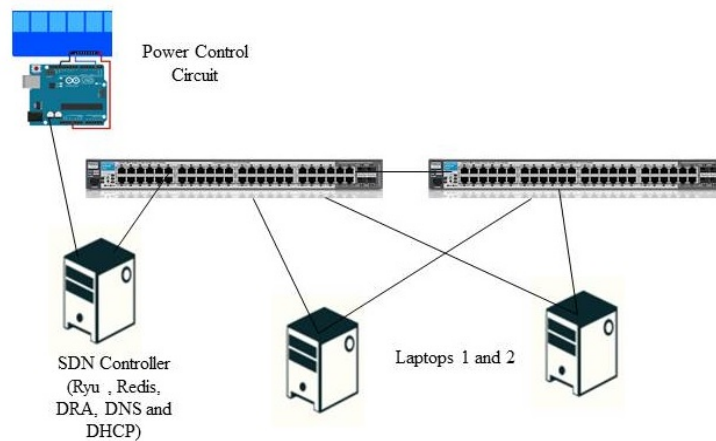 Power Control
Circuit
SDN Controller
(Ryu , Redis,
DRA, DNS and
DHCP)
Laptops 1 and 2